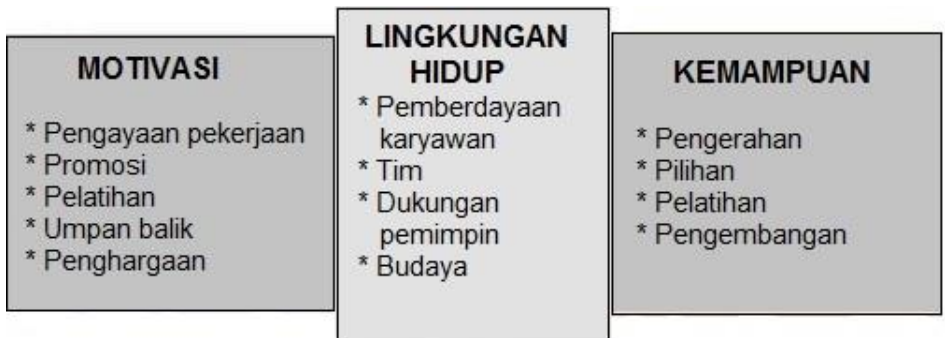 MOTIVASI
* Pengayaan pekerjaan
* Promosi
* Pelatihan
* Umpan balik
* Penghargaan
LINGKUNGAN
HIDUP
* Pemberdayaan
karyawan
* Tim
* Dukungan
pemimpin
* Budaya
KEMAMPUAN
* Pengerahan
* Pilihan
* Pelatihan
* Pengembangan